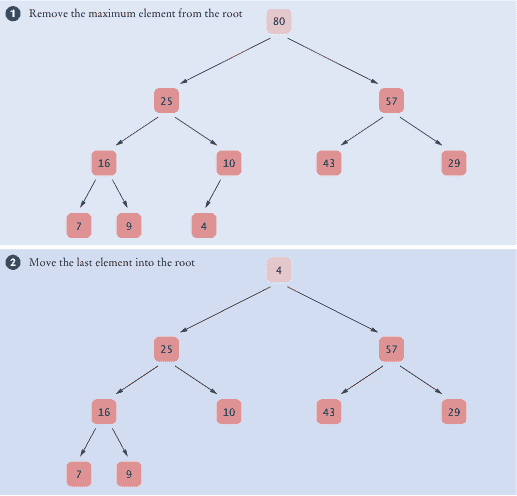 1 Remove the maximum element from the root
80
25 57
16 10 43 29
7 9 4
2 Move the last element into the root
4
25 57
16 10 43 29
7 9